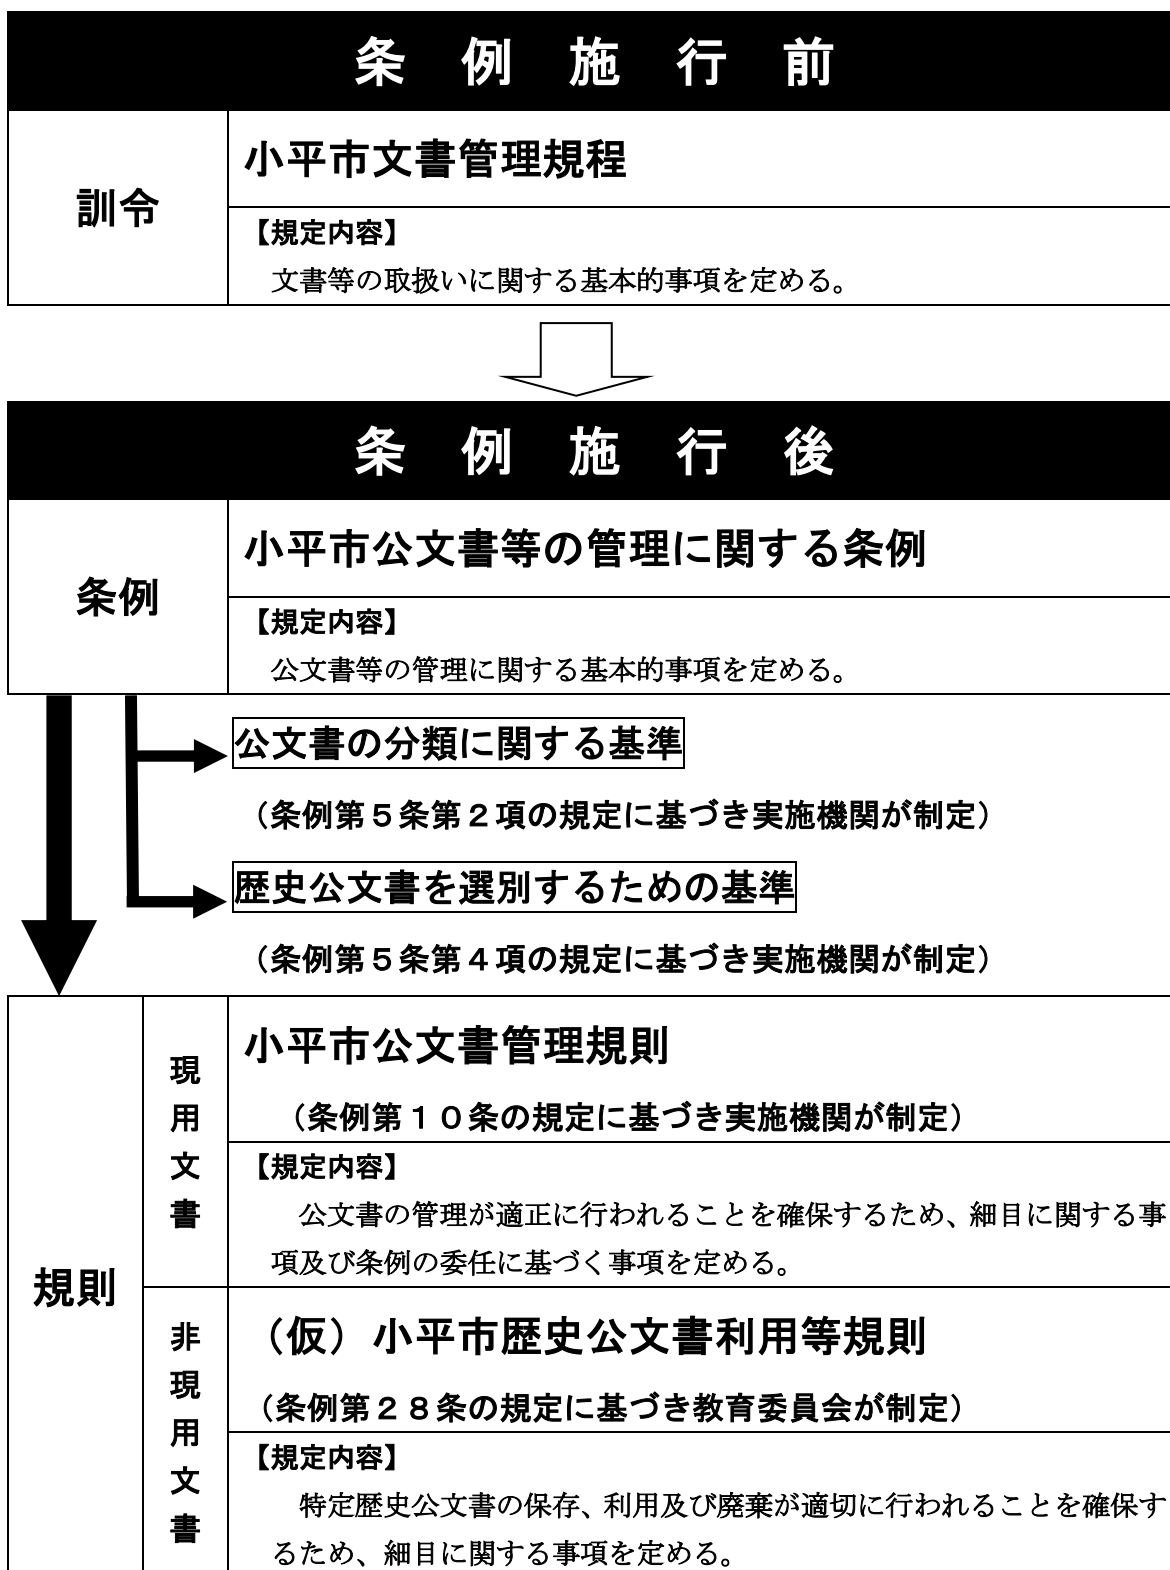 条 例 施 行 前
訓令
小平市文書管理規程
【規定内容】
文書等の取扱いに関する基本的事項を定める。
条 例 施 行 後
条例
小平市公文書等の管理に関する条例
【規定内容】
公文書等の管理に関する基本的事項を定める。
公文書の分類に関する基準
（条例第５条第２項の規定に基づき実施機関が制定）
歴史公文書を選別するための基準
（条例第５条第４項の規定に基づき実施機関が制定）
規則
現用文書
小平市公文書管理規則
（条例第１０条の規定に基づき実施機関が制定）
【規定内容】
公文書の管理が適正に行われることを確保するため、細目に関する事
項及び条例の委任に基づく事項を定める。
非現用文書
（仮）小平市歴史公文書利用等規則
（条例第２８条の規定に基づき教育委員会が制定）
【規定内容】
特定歴史公文書の保存、利用及び廃棄が適切に行われることを確保す
るため、細目に関する事項を定める。